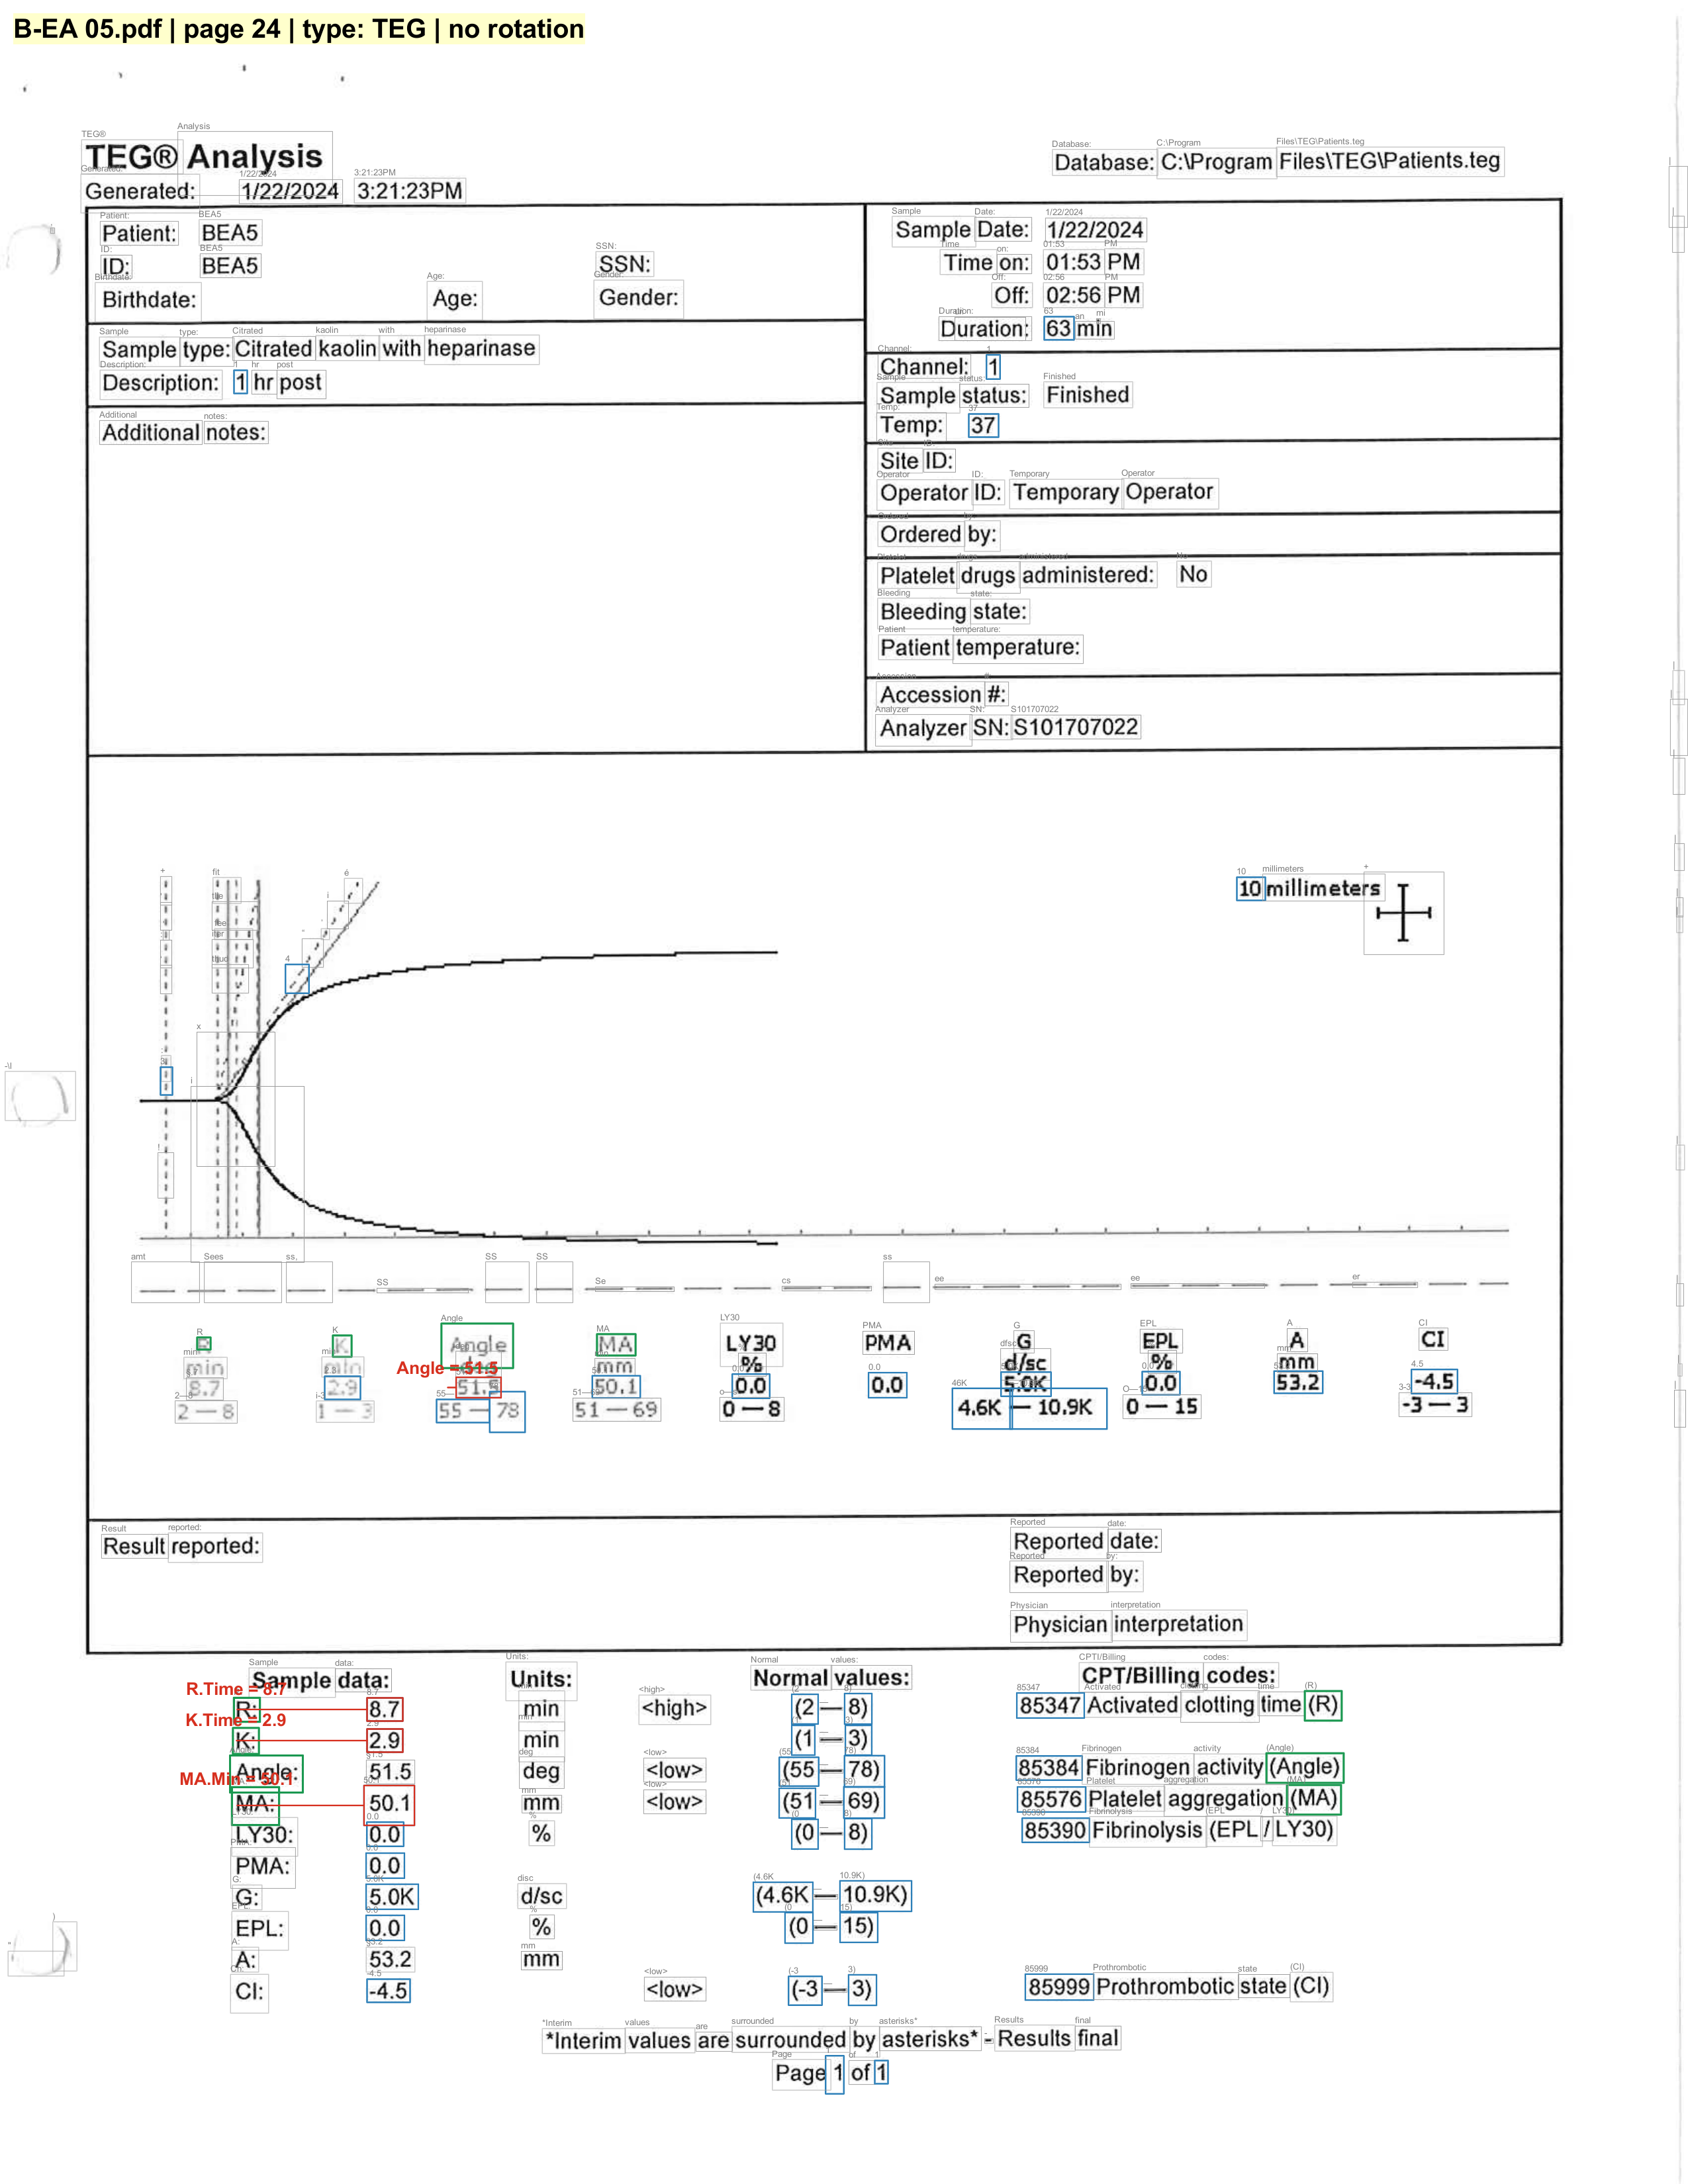 B-EA 05.pdf | page 24 | type: TEG | no rotation
TEG® Analysis
Database: C:\Program Files\TEG\Patients.teg
Generated: 1/22/2024 3:21:23PM
Patient: BEA5
ID: BEA5
SSN:
Birthdate:
Age:
Gender:
Sample Date: 1/22/2024
Time on: 01:53 PM
Off: 02:56 PM
Duration: 63 min
Sample type: Citrated kaolin with heparinase
Description: 1 hr post
Channel: 1
Sample status: Finished
Temp: 37
Additional notes:
Site ID:
Operator ID: Temporary Operator
Ordered by:
Platelet drugs administered: No
Bleeding state:
Patient temperature:
Accession #:
Analyzer SN: S101707022
10 millimeters
R K Angle MA LY30 PMA G EPL A CI
min min mm % d/sc % mm
Angle = 51.5
8.7 2.9 51.5 50.1 0.0 0.0 5.0K 0.0 53.2 -4.5
2 — 8 1 — 3 55 — 78 51 — 69 0 — 8 4.6K — 10.9K 0 — 15 -3 — 3
Result reported:
Reported date:
Reported by:
Physician interpretation
Sample data: Units: Normal values: CPT/Billing codes:
R.Time = 8.7
R: 8.7 min <high> (2 — 8) 85347 Activated clotting time (R)
K.Time = 2.9
K: 2.9 min (1 — 3)
Angle: 51.5 deg <low> (55 — 78) 85384 Fibrinogen activity (Angle)
MA.Min = 50.1
MA: 50.1 mm <low> (51 — 69) 85576 Platelet aggregation (MA)
LY30: 0.0 % (0 — 8) 85390 Fibrinolysis (EPL / LY30)
PMA: 0.0
G: 5.0K d/sc (4.6K — 10.9K)
EPL: 0.0 % (0 — 15)
A: 53.2 mm
CI: -4.5 <low> (-3 — 3) 85999 Prothrombotic state (CI)
*Interim values are surrounded by asterisks* - Results final
Page 1 of 1